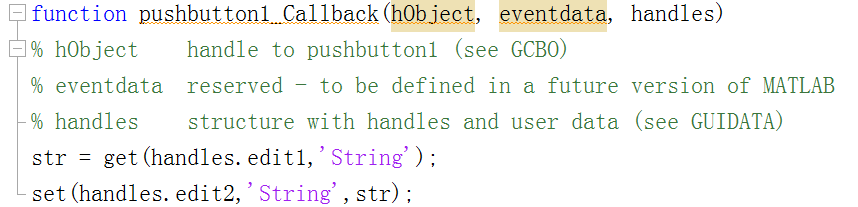 function pushbutton1_Callback(hObject, eventdata, handles)
% hObject    handle to pushbutton1 (see GCBO)
% eventdata  reserved - to be defined in a future version of MATLAB
% handles    structure with handles and user data (see GUIDATA)
str = get(handles.edit1,'String');
set(handles.edit2,'String',str);